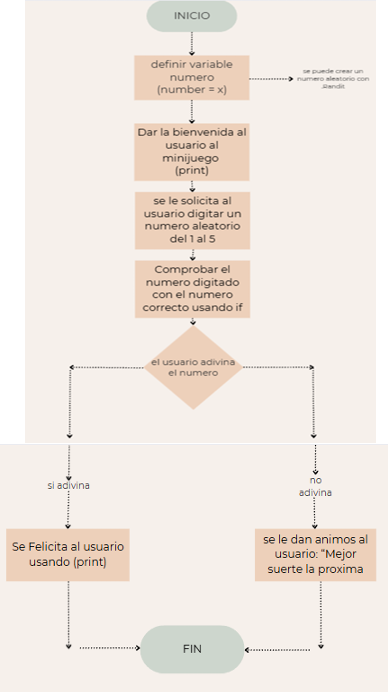 INICIO
definir variable
numero
(number = x)
se puede crear un
numero aleatorio con
.Randit
Dar la bienvenida al
usuario al
minijuego
(print)
se le solicita al
usuario digitar un
numero aleatorio
del 1 al 5
Comprobar el
numero digitado
con el numero
correcto usando if
el usuario adivina
el numero
si adivina
no
adivina
Se Felicita al usuario
usando (print)
se le dan animos al
usuario: “Mejor
suerte la proxima
FIN